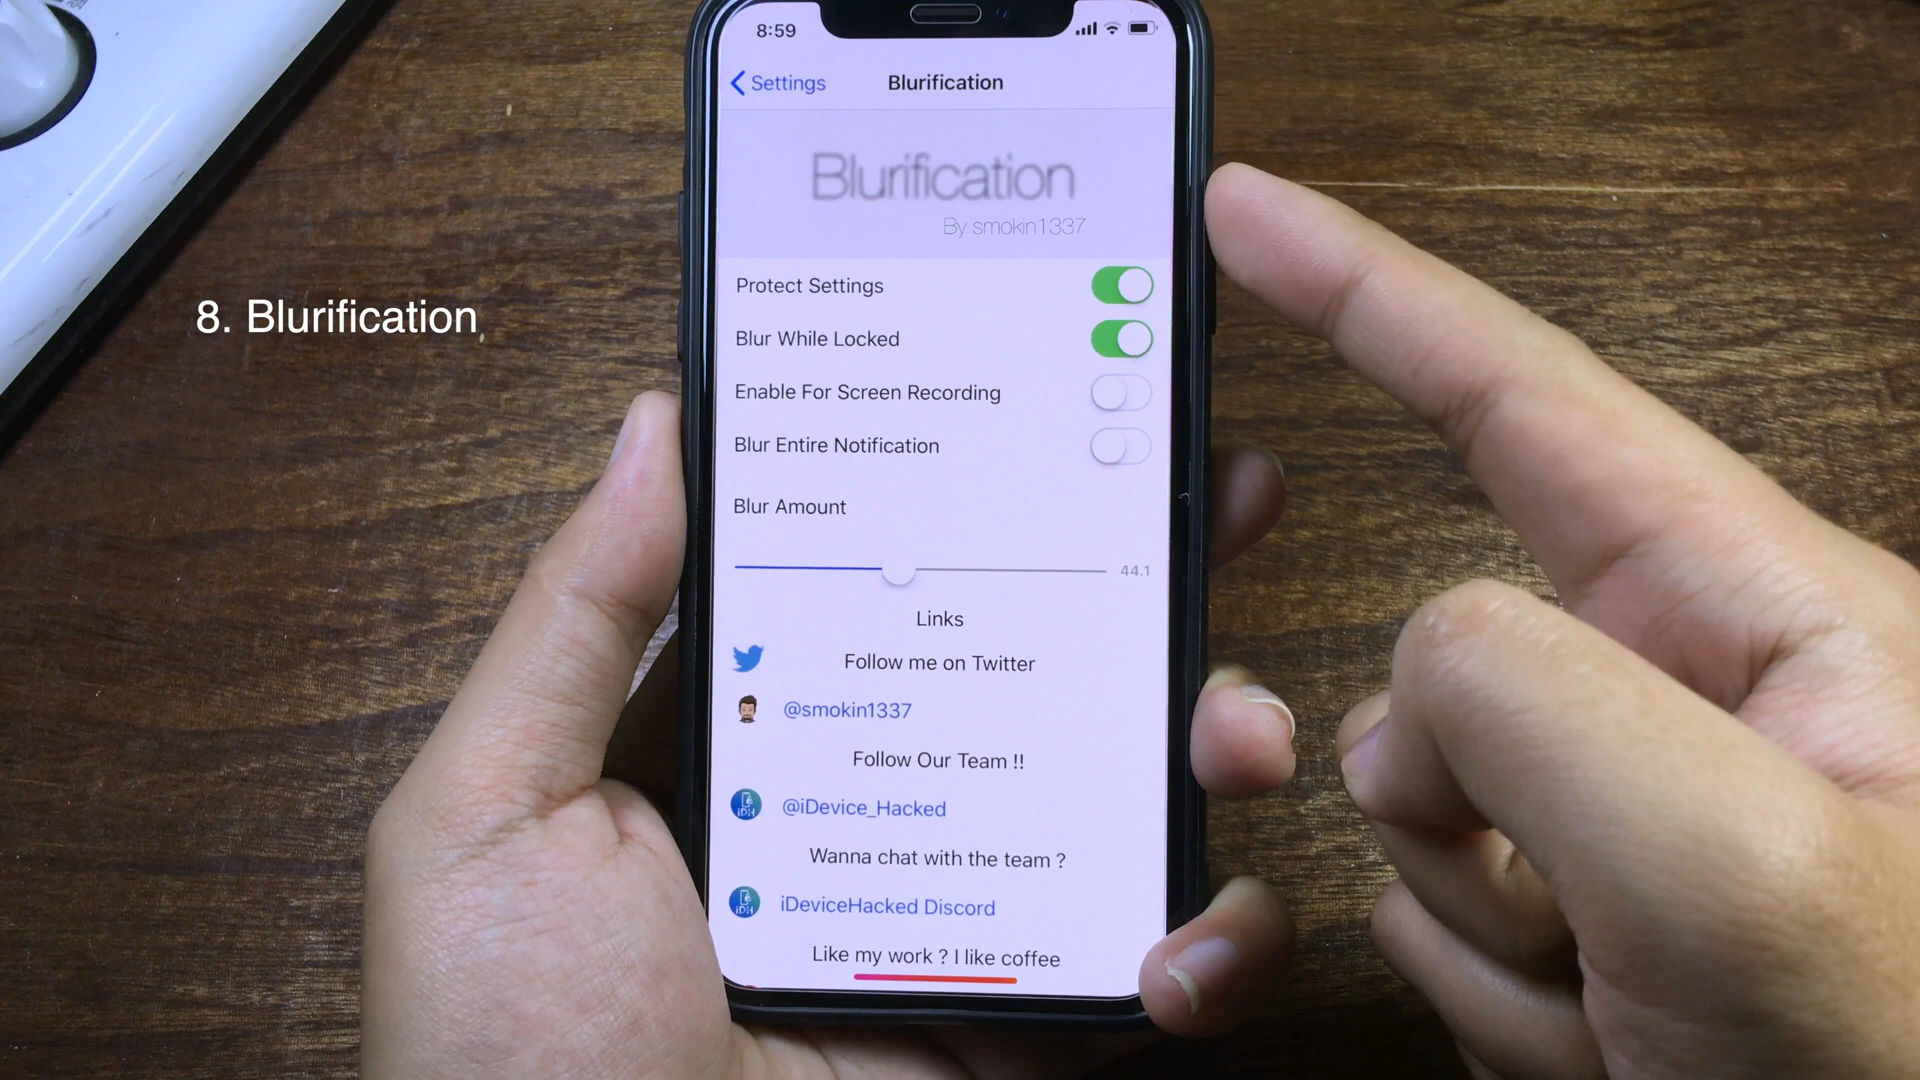 8:59
Settings
Blurification
Blurification
By smokin1337
Protect Settings
Blur While Locked
8. Blurification
Enable For Screen Recording
Blur Entire Notification
Blur Amount
44.1
Links
Follow me on Twitter
@smokin1337
Follow Our Team !!
iDH
@iDevice_Hacked
Wanna chat with the team ?
iDH
iDeviceHacked Discord
Like my work ? I like coffee